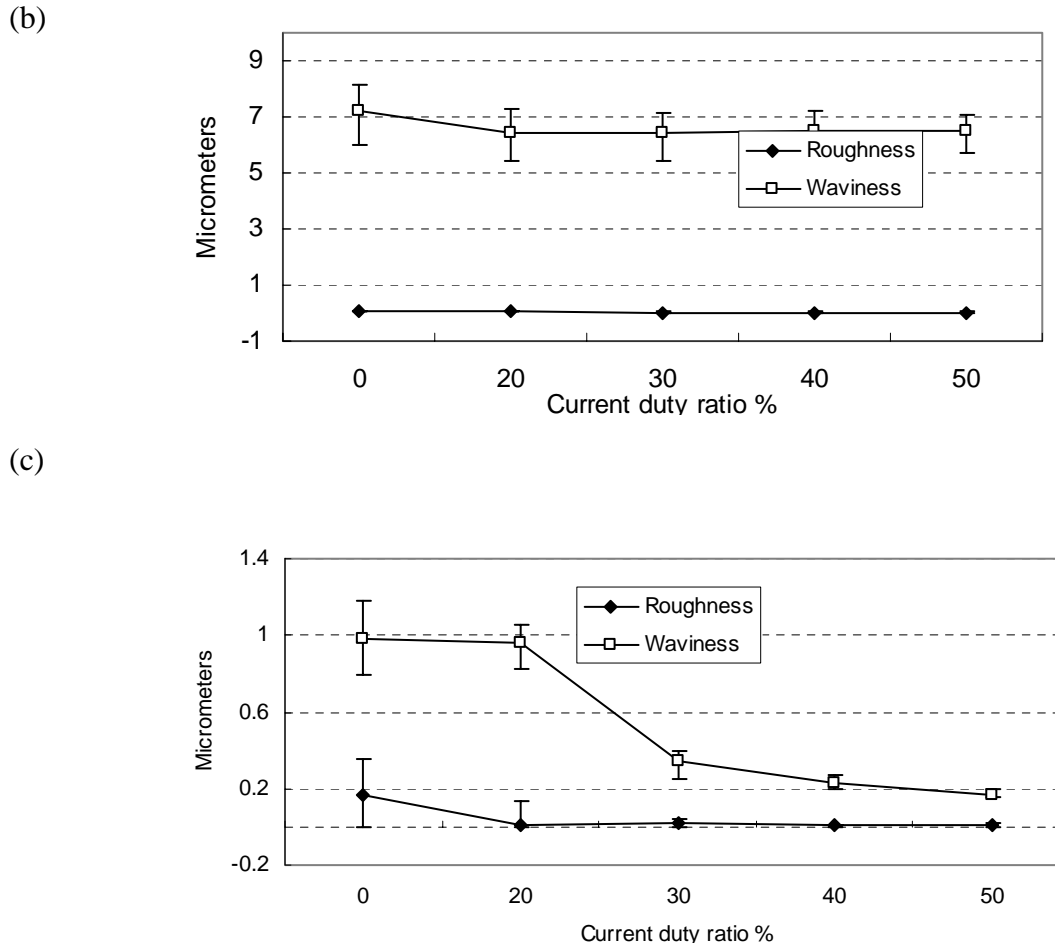 (b)
9
7
5
3
1
-1
Micrometers
Roughness
Waviness
0 20 30 40 50
Current duty ratio %
(c)
1.4
1
0.6
0.2
-0.2
Micrometers
Roughness
Waviness
0 20 30 40 50
Current duty ratio %